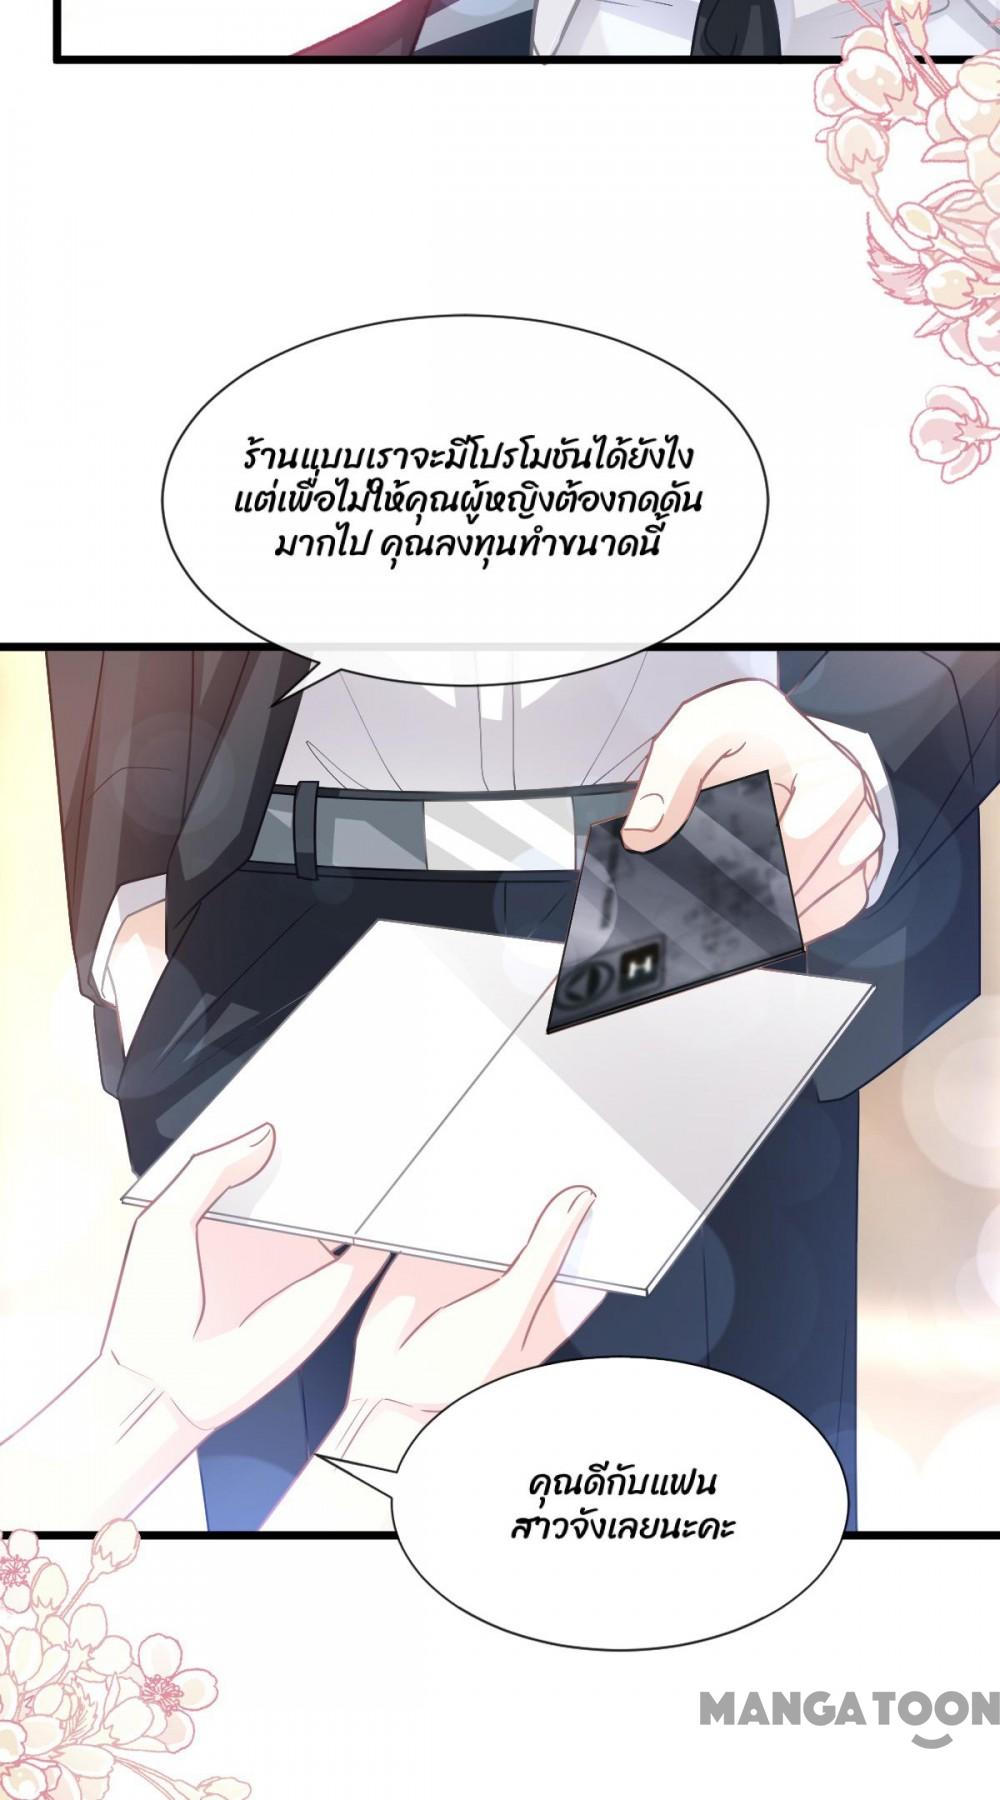 ร้านแบบเราจะมีโปรโมชันได้ยังไง
แต่เพื่อไม่ให้คุณผู้หญิงต้องกดดัน
มากไป คุณลงทุนทำขนาดนี้
H
คุณดีกับแฟน
สาวจังเลยนะคะ
MANGATOON